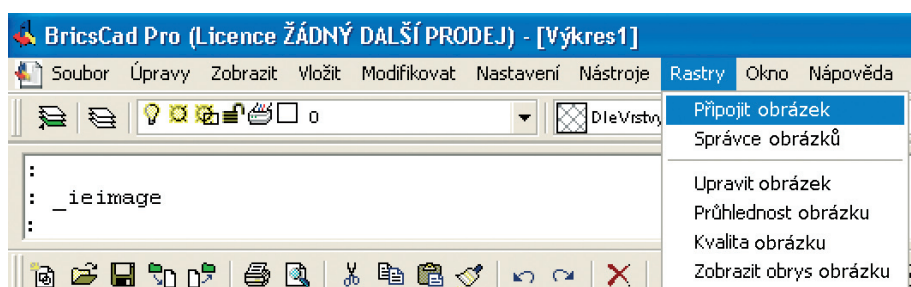 BricsCad Pro (Licence ŽÁDNÝ DALŠÍ PRODEJ) - [Výkres1]
Soubor Úpravy Zobrazit Vložit Modifikovat Nastavení Nástroje Rastry Okno Nápověda
0 DleVrstvy
Připojit obrázek
Správce obrázků
:
: _ieimage
:
Upravit obrázek
Průhlednost obrázku
Kvalita obrázku
Zobrazit obrys obrázku